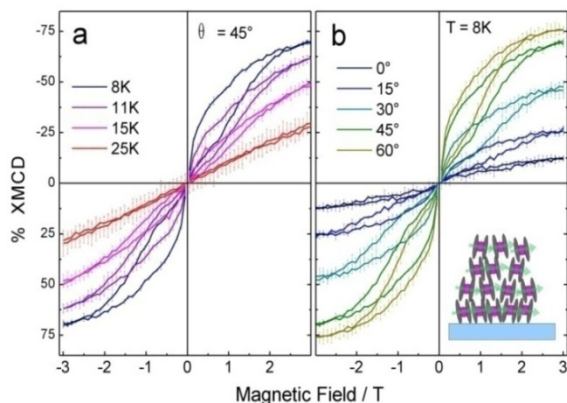 a
θ = 45°
8K
11K
15K
25K
b
T = 8K
0°
15°
30°
45°
60°
-75
-50
-25
0
25
50
75
% XMCD
-3 -2 -1 0 1 2 -3 -2 -1 0 1 2 3
Magnetic Field / T